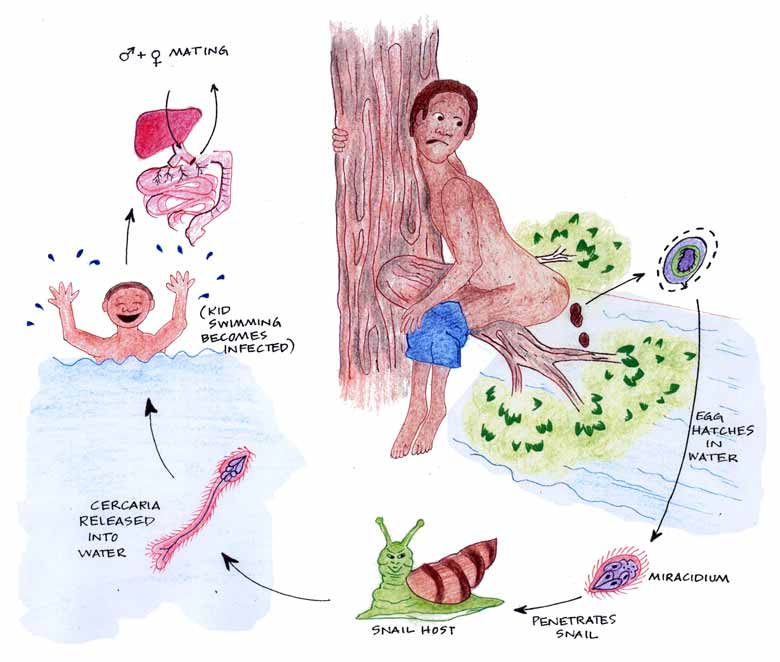 ♂ + ♀ MATING
(KID
SWIMMING
BECOMES
INFECTED)
EGG
HATCHES
IN
WATER
MIRACIDIUM
PENETRATES
SNAIL
SNAIL HOST
CERCARIA
RELEASED
INTO
WATER